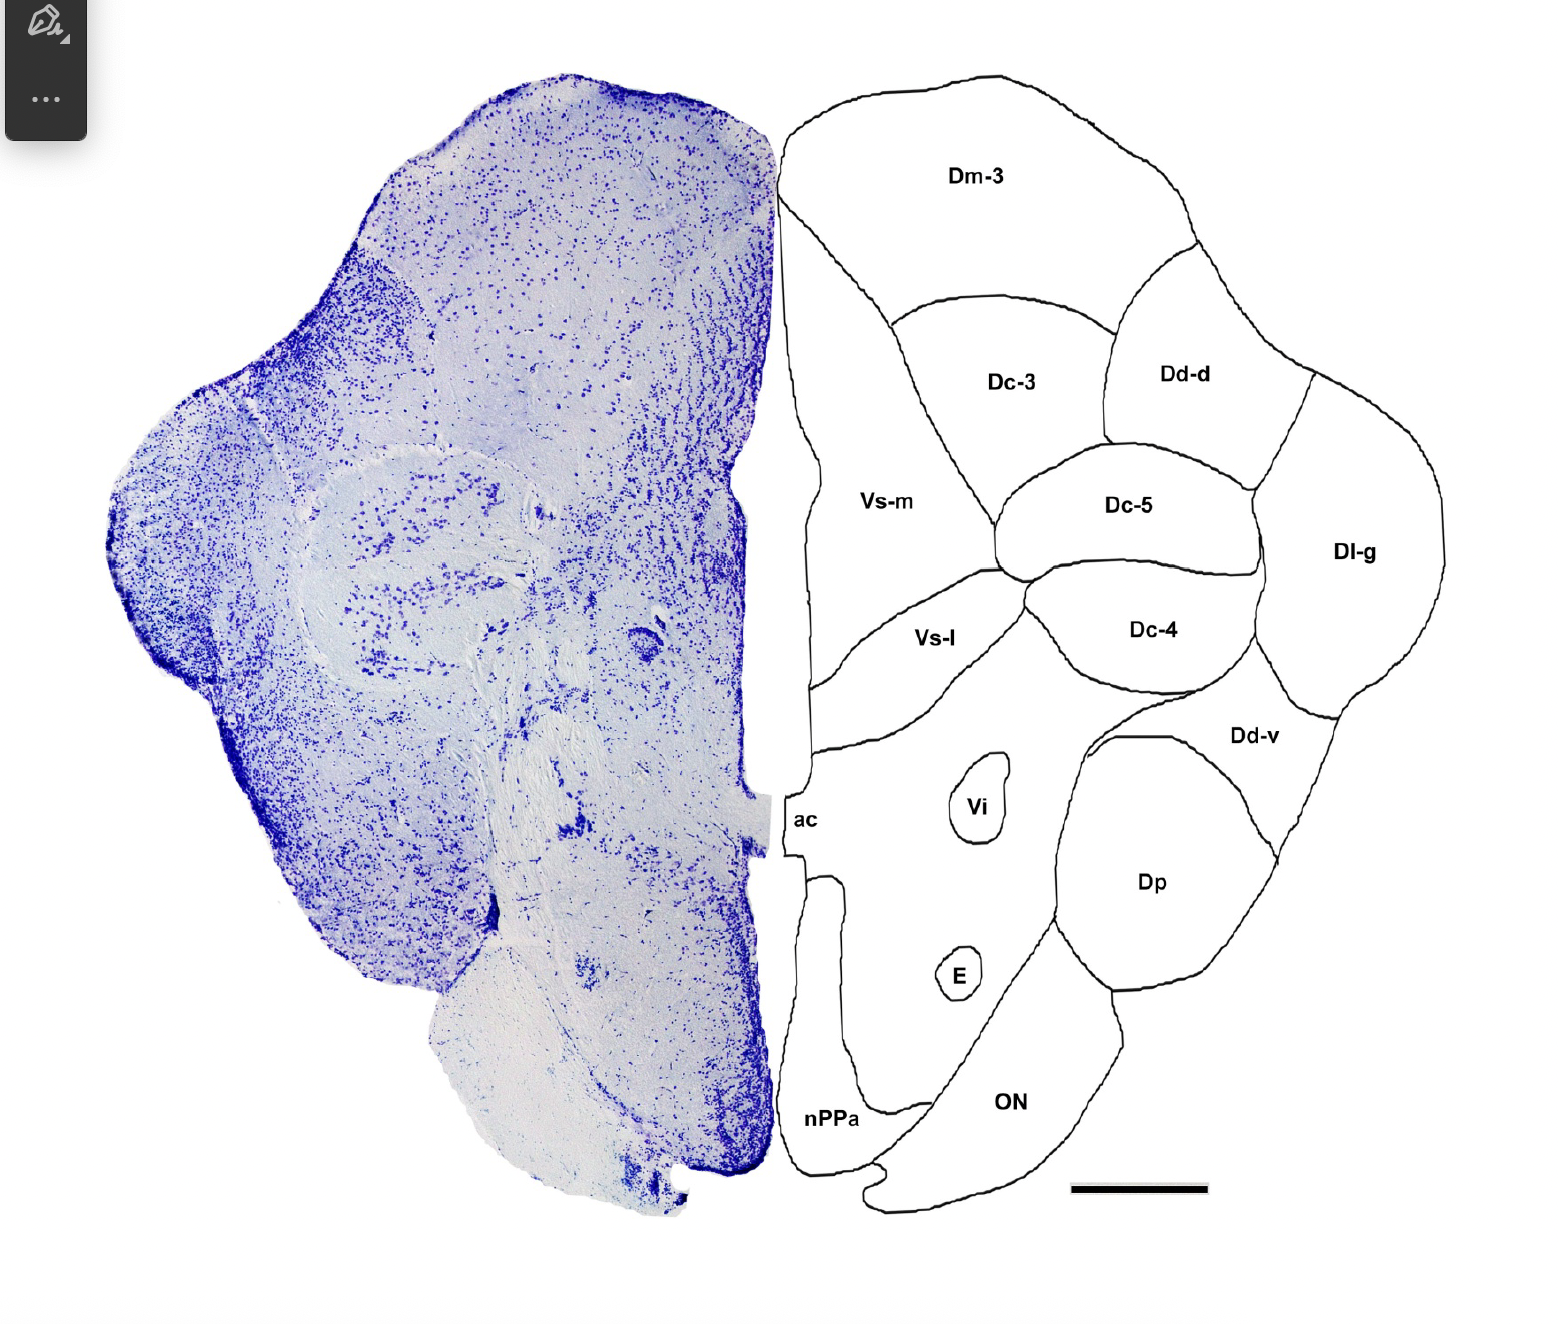 Dm-3
Dc-3
Dd-d
Vs-m
Dc-5
Dl-g
Vs-l
Dc-4
Dd-v
Vi
ac
Dp
E
ON
nPPa